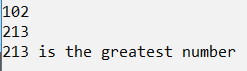 102
213
213 is the greatest number